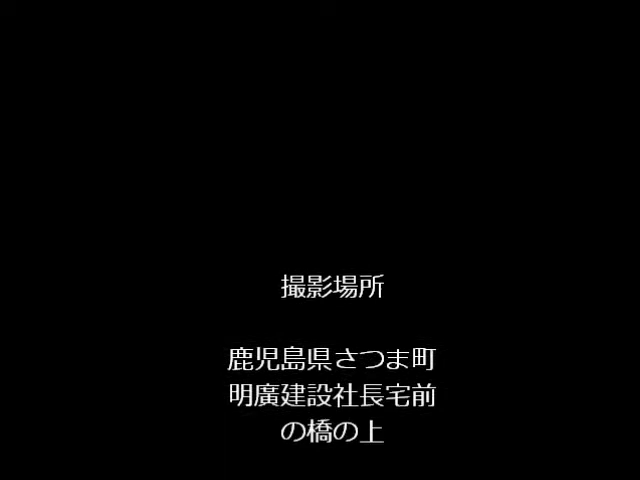 撮影場所
鹿児島県さつま町
明廣建設社長宅前
の橋の上